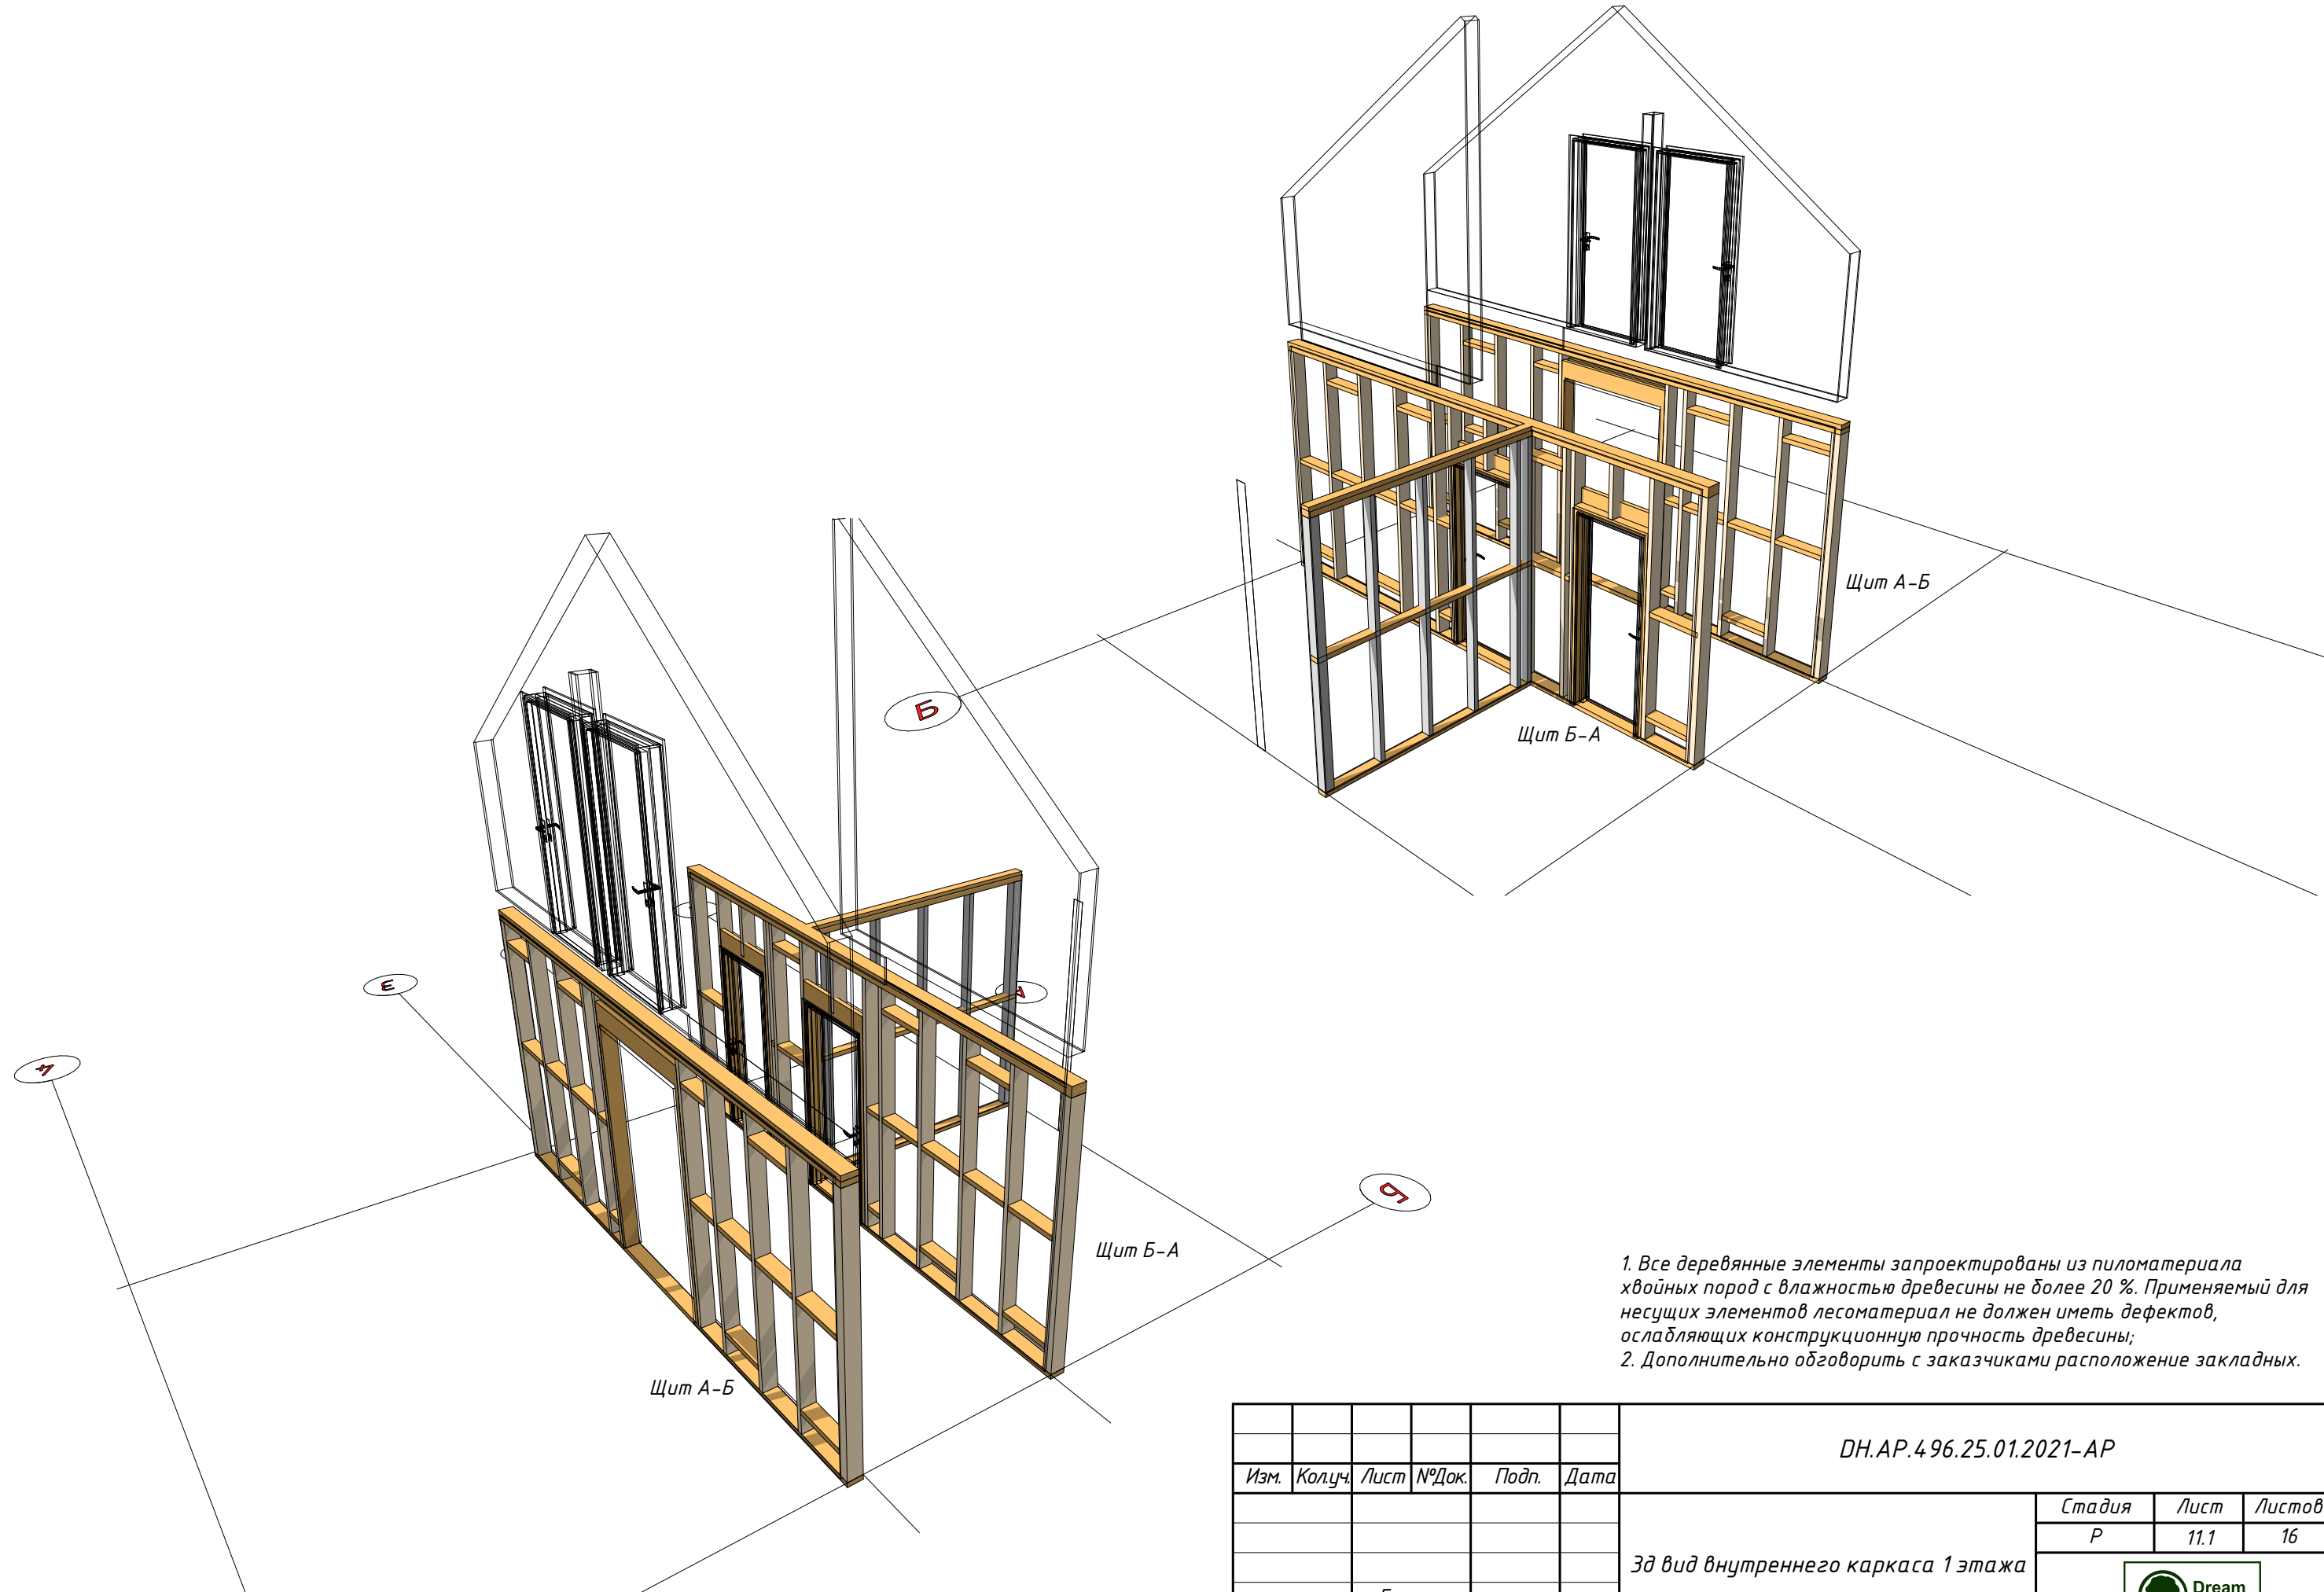 Щит А-Б
Щит Б-А
Б
3
4
А
Б
Щит Б-А
Щит А-Б
1. Все деревянные элементы запроектированы из пиломатериала
хвойных пород с влажностью древесины не более 20 %. Применяемый для
несущих элементов лесоматериал не должен иметь дефектов,
ослабляющих конструкционную прочность древесины;
2. Дополнительно обговорить с заказчиками расположение закладных.
DH.AP.496.25.01.2021-AP
Изм. Кол.уч. Лист №Док. Подп. Дата
Стадия Лист Листов
Р 11.1 16
3д вид внутреннего каркаса 1 этажа
Dream